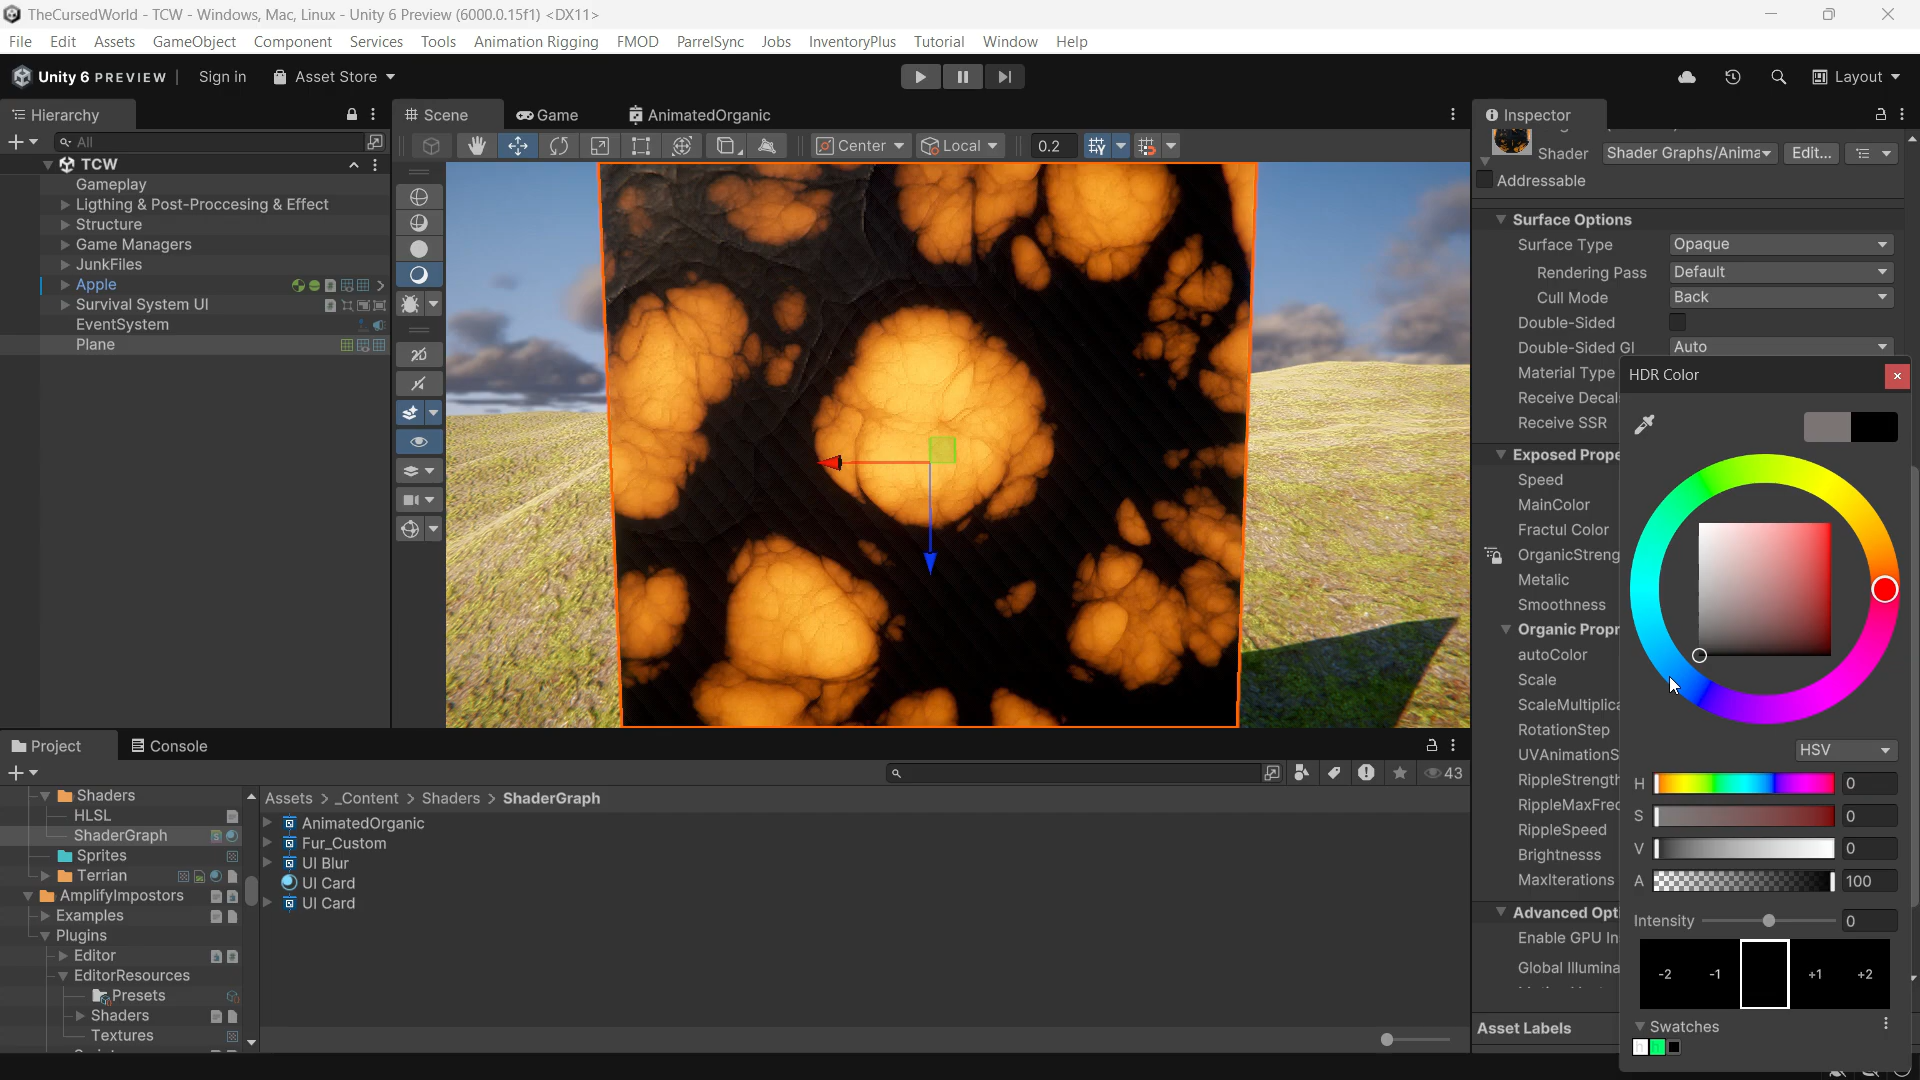 TheCursedWorld - TCW - Windows, Mac, Linux - Unity 6 Preview (6000.0.15f1) <DX11>
File Edit Assets GameObject Component Services Tools Animation Rigging FMOD ParrelSync Jobs InventoryPlus Tutorial Window Help
Unity 6 PREVIEW Sign in Asset Store Layout
Hierarchy
All
TCW
Gameplay
Ligthing & Post-Proccesing & Effect
Structure
Game Managers
JunkFiles
Apple
Survival System UI
EventSystem
Plane
Scene Game AnimatedOrganic
Center Local 0.2
Inspector
Shader Shader Graphs/Anima Edit...
Addressable
Surface Options
Surface Type Opaque
Rendering Pass Default
Cull Mode Back
Double-Sided
Double-Sided GI Auto
Material Type
Receive Decal
Receive SSR
Exposed Prope
Speed
MainColor
Fractul Color
OrganicStreng
Metalic
Smoothness
Organic Propr
autoColor
Scale
ScaleMultiplica
RotationStep
UVAnimationS
RippleStrength
RippleMaxFrec
RippleSpeed
Brightnesss
MaxIterations
Advanced Opti
Enable GPU In
Global Illumina
Asset Labels
HDR Color
HSV
H 0
S 0
V 0
A 100
Intensity 0
-2 -1 +1 +2
Swatches
Project Console
43
Shaders
HLSL
ShaderGraph
Sprites
Terrian
AmplifyImpostors
Examples
Plugins
Editor
EditorResources
Presets
Shaders
Textures
Assets > _Content > Shaders > ShaderGraph
AnimatedOrganic
Fur_Custom
UI Blur
UI Card
UI Card